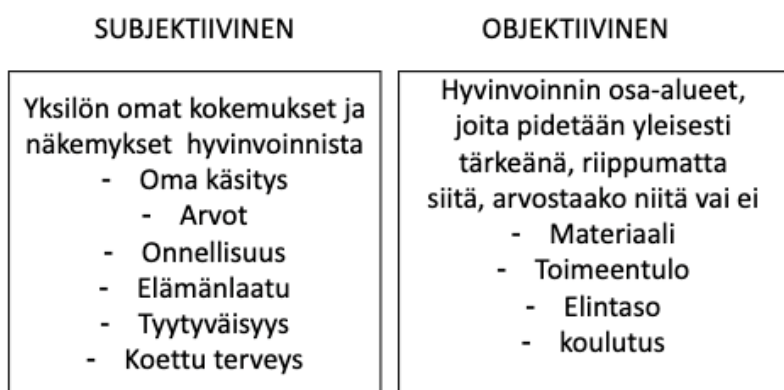 SUBJEKTIIVINEN
Yksilön omat kokemukset ja
näkemykset hyvinvoinnista
- Oma käsitys
- Arvot
- Onnellisuus
- Elämänlaatu
- Tyytyväisyys
- Koettu terveys
OBJEKTIIVINEN
Hyvinvoinnin osa-alueet,
joita pidetään yleisesti
tärkeänä, riippumatta
siitä, arvostaako niitä vai ei
- Materiaali
- Toimeentulo
- Elintaso
- koulutus